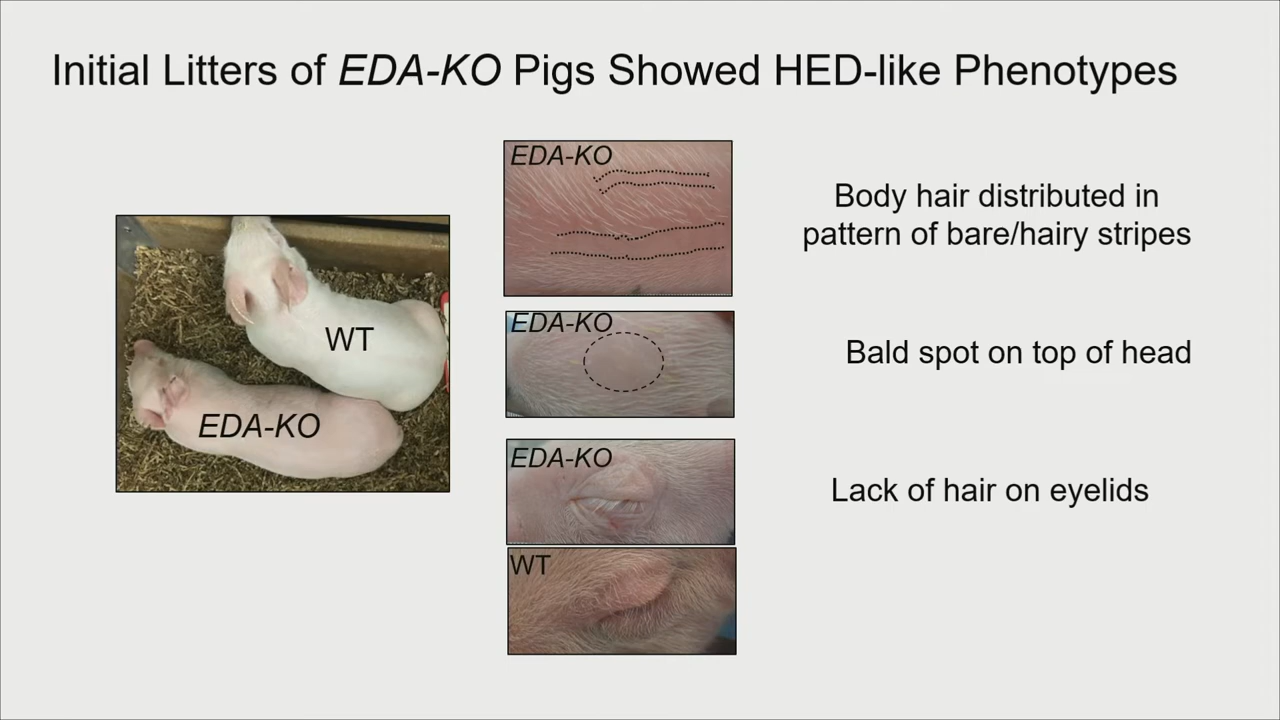 Initial Litters of EDA-KO Pigs Showed HED-like Phenotypes
WT
EDA-KO
EDA-KO
Body hair distributed in
pattern of bare/hairy stripes
EDA-KO
Bald spot on top of head
EDA-KO
Lack of hair on eyelids
WT